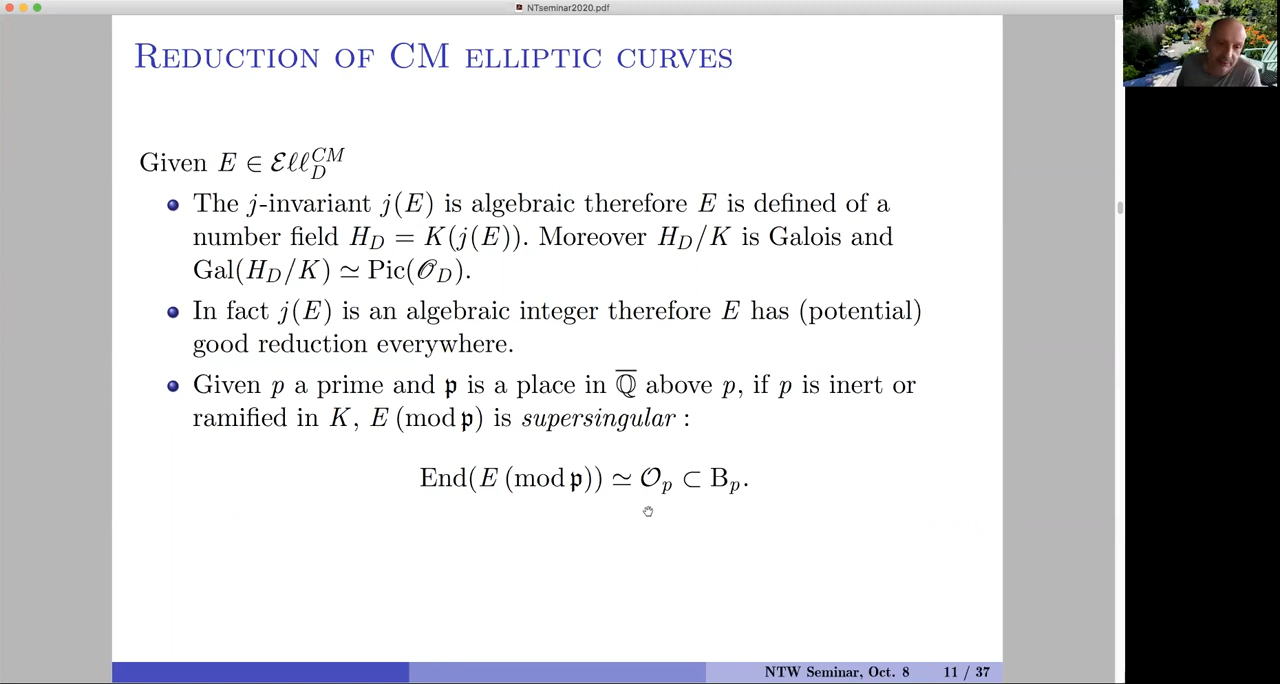 NTseminar2020.pdf
REDUCTION OF CM ELLIPTIC CURVES
Given E ∈ 𝓔ℓℓ_D^{CM}
• The j-invariant j(E) is algebraic therefore E is defined of a
number field H_D = K(j(E)). Moreover H_D/K is Galois and
Gal(H_D/K) ≃ Pic(𝒪_D).
• In fact j(E) is an algebraic integer therefore E has (potential)
good reduction everywhere.
• Given p a prime and 𝔭 is a place in Q̅ above p, if p is inert or
ramified in K, E (mod 𝔭) is supersingular :
End(E (mod 𝔭)) ≃ 𝒪_p ⊂ B_p.
NTW Seminar, Oct. 8 11 / 37